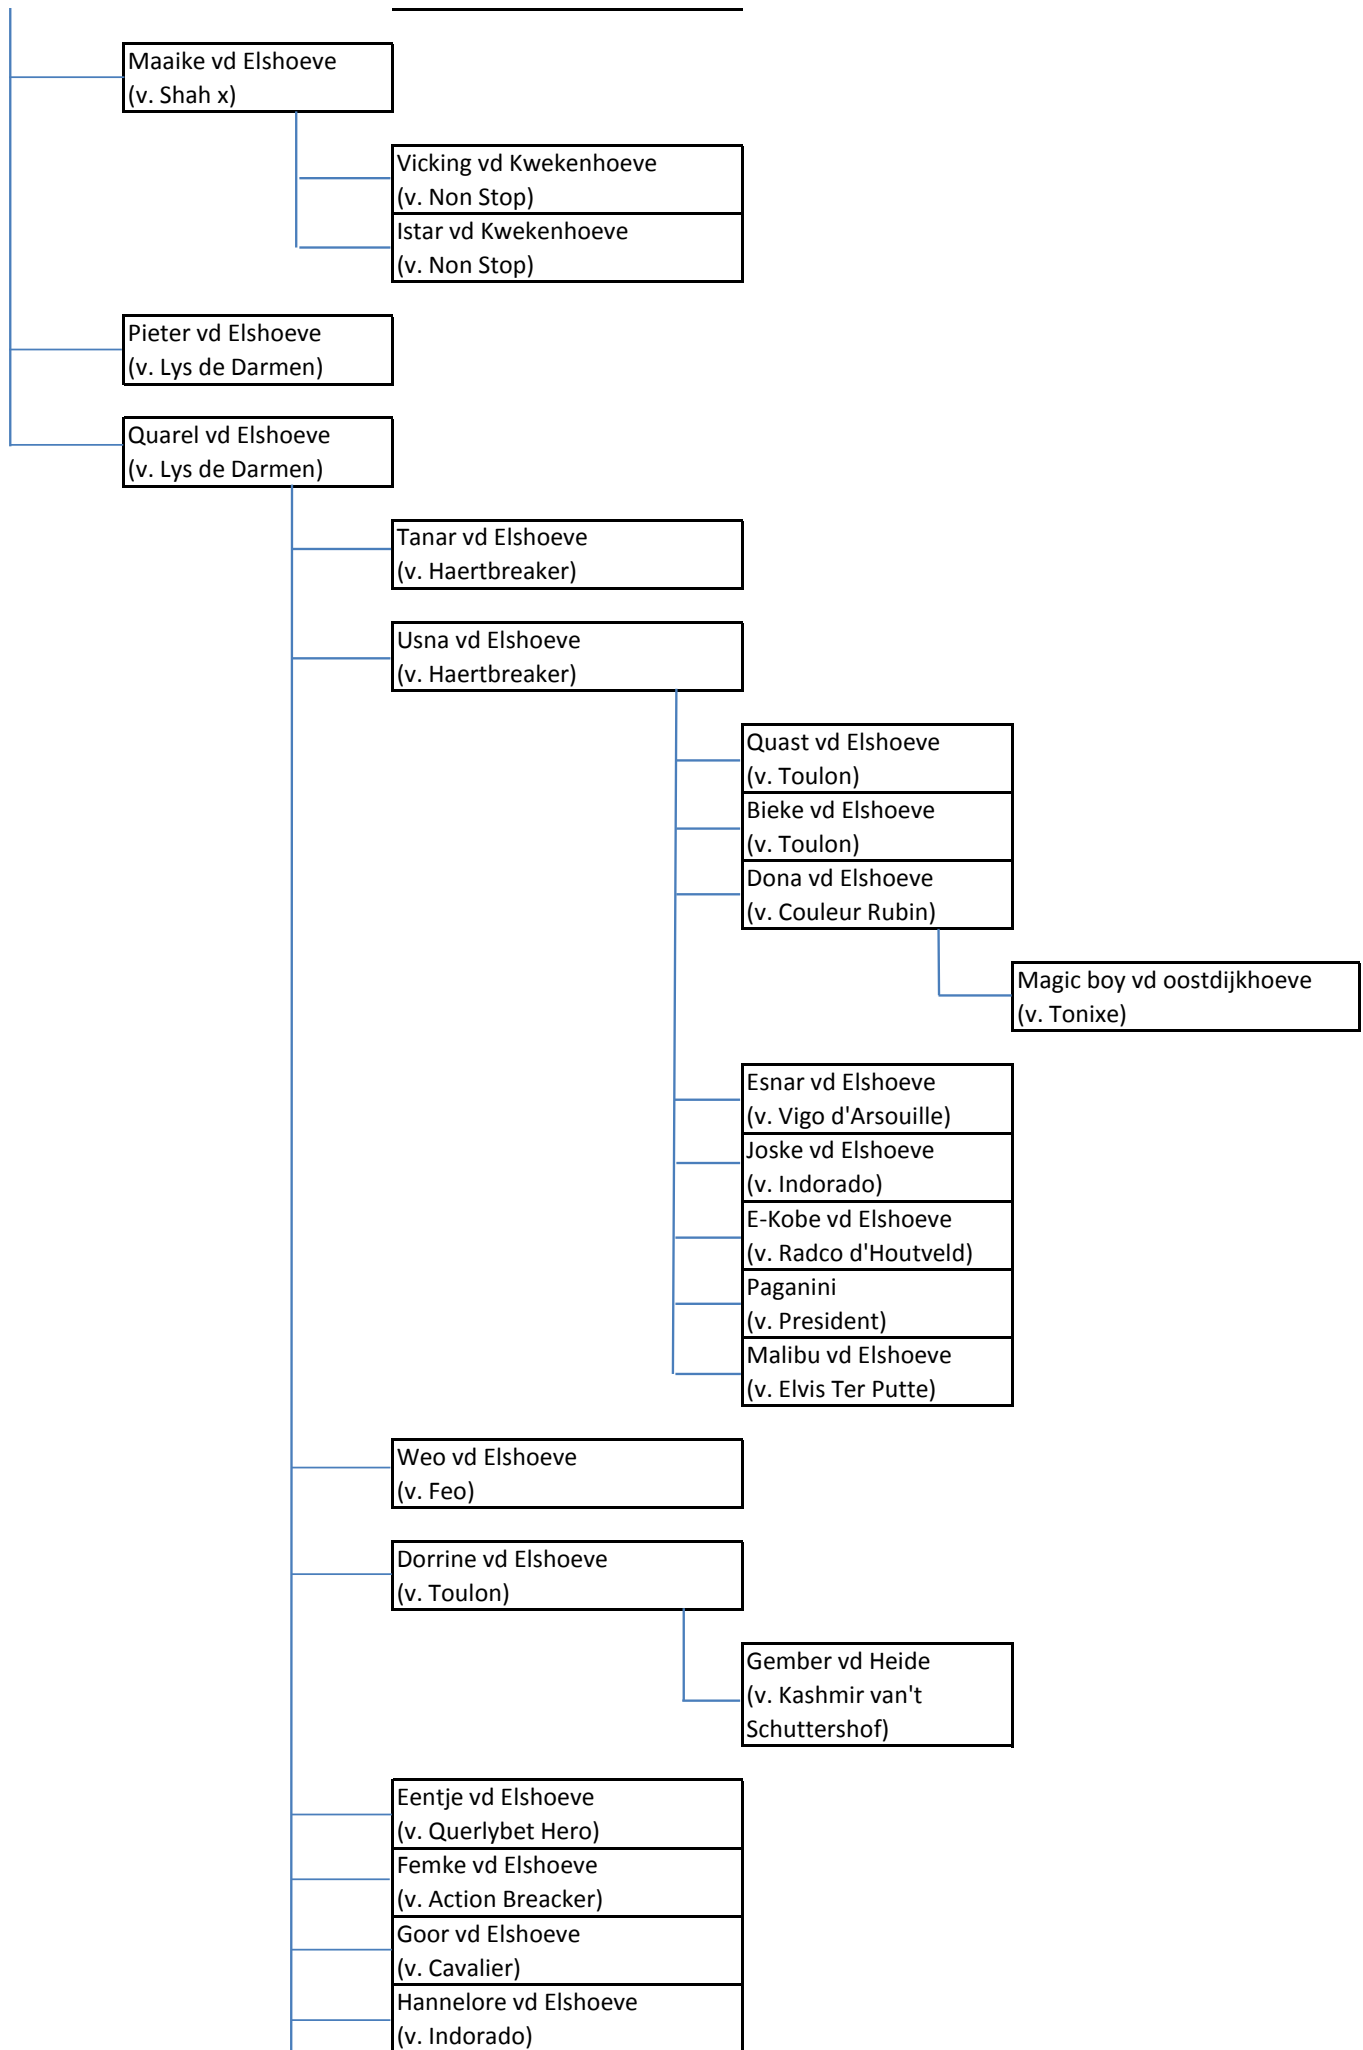 Maaike vd Elshoeve
(v. Shah x)
Vicking vd Kwekenhoeve
(v. Non Stop)
Istar vd Kwekenhoeve
(v. Non Stop)
Pieter vd Elshoeve
(v. Lys de Darmen)
Quarel vd Elshoeve
(v. Lys de Darmen)
Tanar vd Elshoeve
(v. Haertbreaker)
Usna vd Elshoeve
(v. Haertbreaker)
Quast vd Elshoeve
(v. Toulon)
Bieke vd Elshoeve
(v. Toulon)
Dona vd Elshoeve
(v. Couleur Rubin)
Magic boy vd oostdijkhoeve
(v. Tonixe)
Esnar vd Elshoeve
(v. Vigo d'Arsouille)
Joske vd Elshoeve
(v. Indorado)
E-Kobe vd Elshoeve
(v. Radco d'Houtveld)
Paganini
(v. President)
Malibu vd Elshoeve
(v. Elvis Ter Putte)
Weo vd Elshoeve
(v. Feo)
Dorrine vd Elshoeve
(v. Toulon)
Gember vd Heide
(v. Kashmir van't
Schuttershof)
Eentje vd Elshoeve
(v. Querlybet Hero)
Femke vd Elshoeve
(v. Action Breacker)
Goor vd Elshoeve
(v. Cavalier)
Hannelore vd Elshoeve
(v. Indorado)